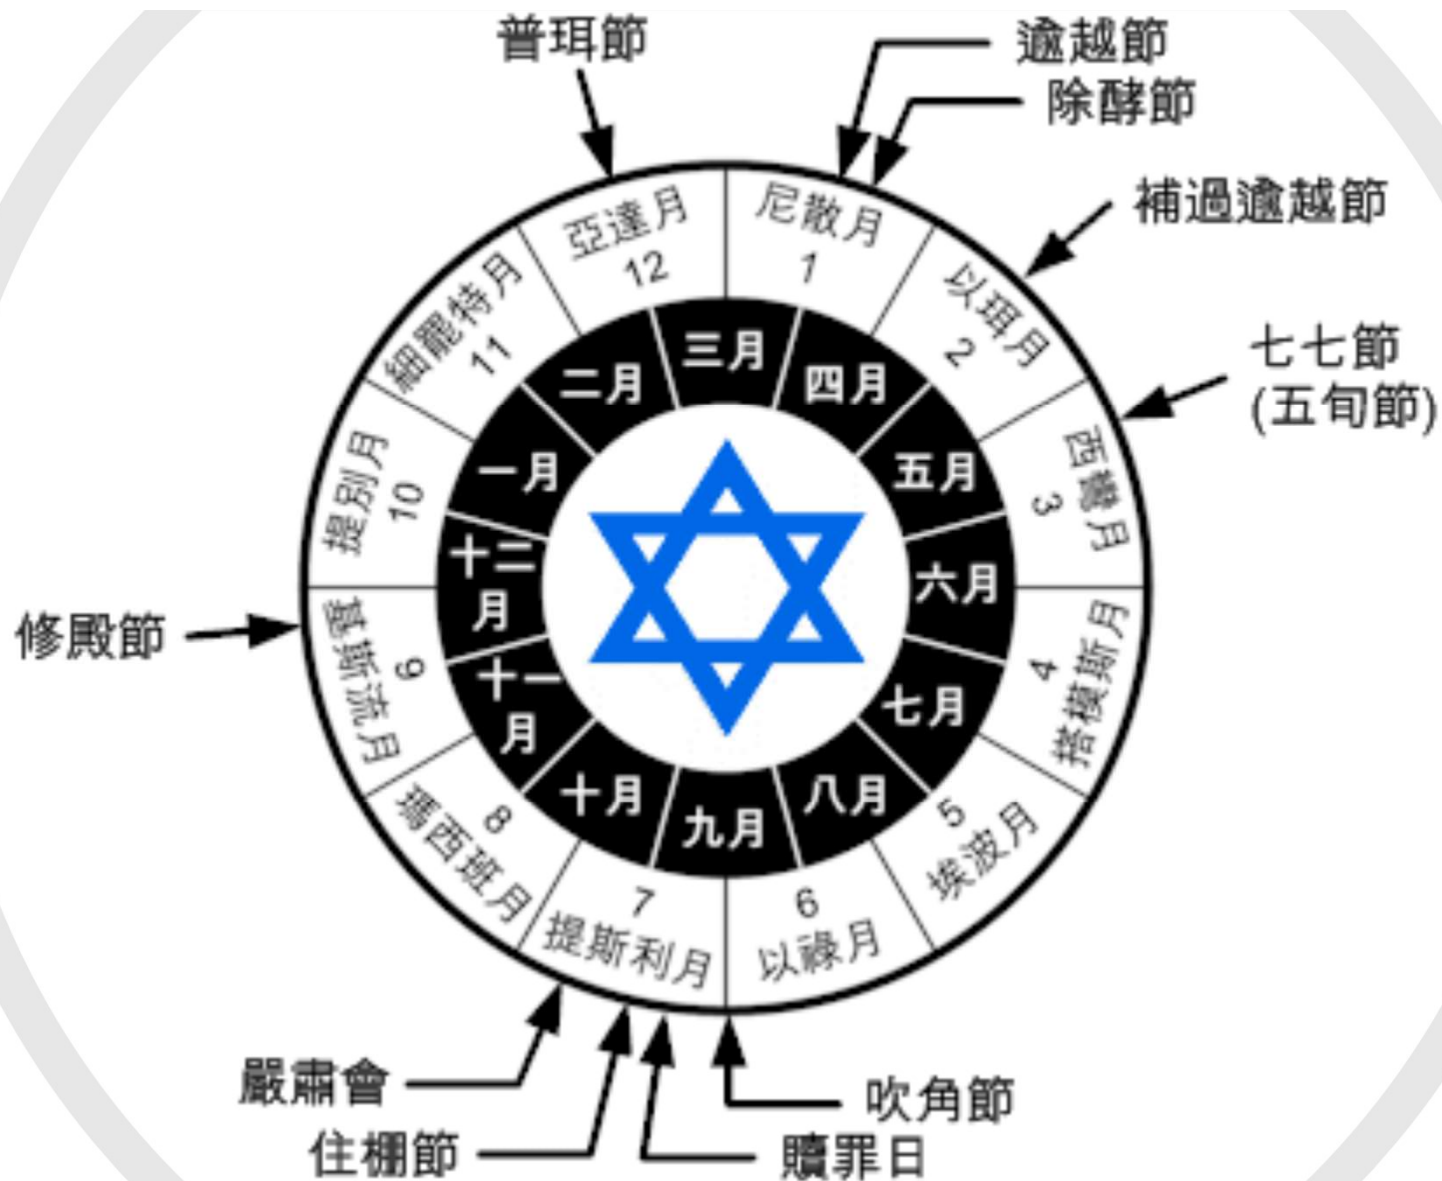 普珥節
逾越節
除酵節
補過逾越節
七七節
(五旬節)
尼散月
1
以珥月
2
西彎月
3
搭模斯月
4
埃波月
5
以祿月
6
提斯利月
7
瑪西班月
8
基斯流月
9
提別月
10
細罷特月
11
亞達月
12
三月
四月
五月
六月
七月
八月
九月
十月
十一
月
十二
月
一月
二月
修殿節
嚴肅會
住棚節
吹角節
贖罪日